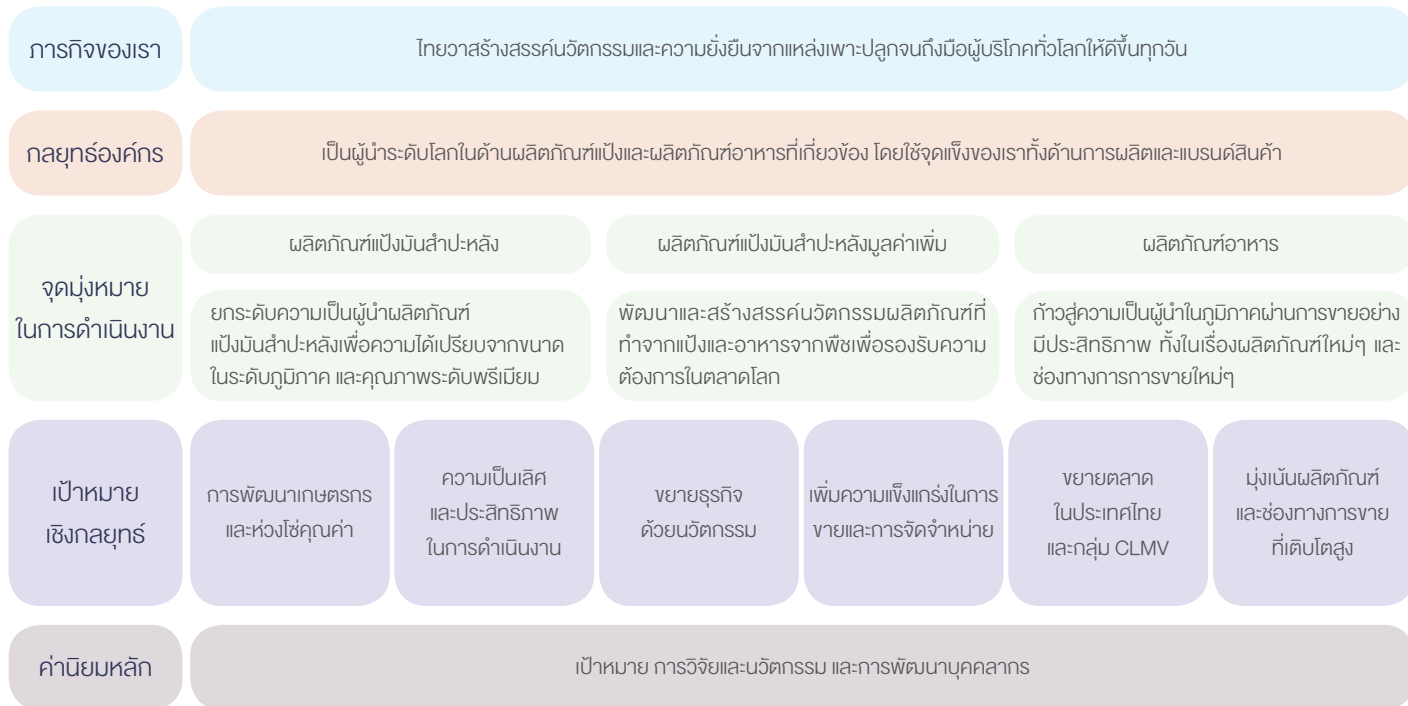 ภารกิจของเรา
ไทยวาสร้างสรรค์นวัตกรรมและความยั่งยืนจากแหล่งเพาะปลูกจนถึงมือผู้บริโภคทั่วโลกให้ดีขึ้นทุกวัน
กลยุทธ์องค์กร
เป็นผู้นำระดับโลกในด้านผลิตภัณฑ์แป้งและผลิตภัณฑ์อาหารที่เกี่ยวข้อง โดยใช้จุดแข็งของเราทั้งด้านการผลิตและแบรนด์สินค้า
จุดมุ่งหมาย
ในการดำเนินงาน
ผลิตภัณฑ์แป้งมันสำปะหลัง
ยกระดับความเป็นผู้นำผลิตภัณฑ์
แป้งมันสำปะหลังเพื่อความได้เปรียบจากขนาด
ในระดับภูมิภาค และคุณภาพระดับพรีเมียม
ผลิตภัณฑ์แป้งมันสำปะหลังมูลค่าเพิ่ม
พัฒนาและสร้างสรรค์นวัตกรรมผลิตภัณฑ์ที่
ทำจากแป้งและอาหารจากพืชเพื่อรองรับความ
ต้องการในตลาดโลก
ผลิตภัณฑ์อาหาร
ก้าวสู่ความเป็นผู้นำในภูมิภาคผ่านการขายอย่าง
มีประสิทธิภาพ ทั้งในเรื่องผลิตภัณฑ์ใหม่ๆ และ
ช่องทางการการขายใหม่ๆ
เป้าหมาย
เชิงกลยุทธ์
การพัฒนาเกษตรกร
และห่วงโซ่คุณค่า
ความเป็นเลิศ
และประสิทธิภาพ
ในการดำเนินงาน
ขยายธุรกิจ
ด้วยนวัตกรรม
เพิ่มความแข็งแกร่งในการ
ขายและการจัดจำหน่าย
ขยายตลาด
ในประเทศไทย
และกลุ่ม CLMV
มุ่งเน้นผลิตภัณฑ์
และช่องทางการขาย
ที่เติบโตสูง
ค่านิยมหลัก
เป้าหมาย การวิจัยและนวัตกรรม และการพัฒนาบุคคลากร